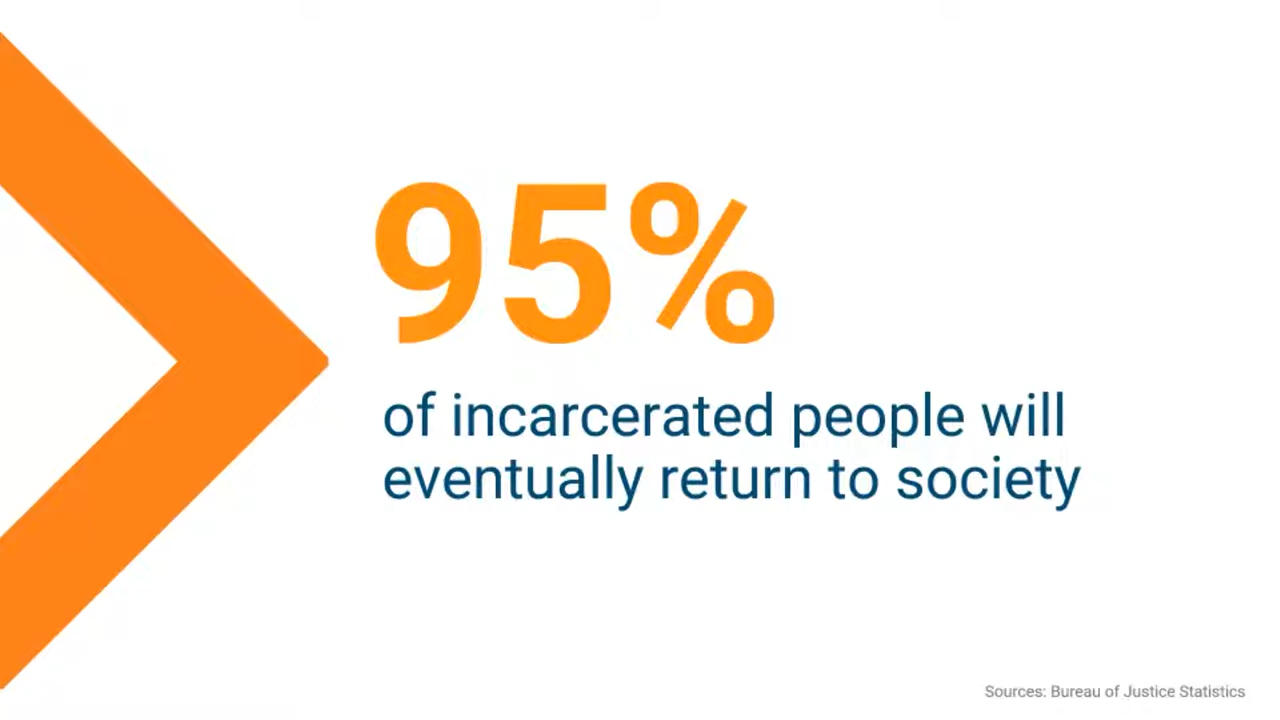 95%
of incarcerated people will
eventually return to society
Sources: Bureau of Justice Statistics